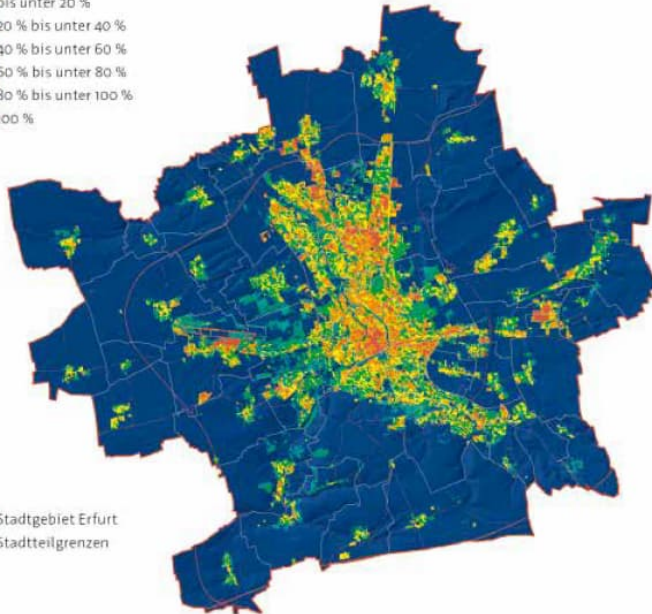 bis unter 20 %
20 % bis unter 40 %
40 % bis unter 60 %
60 % bis unter 80 %
80 % bis unter 100 %
100 %
Stadtgebiet Erfurt
Stadtteilgrenzen